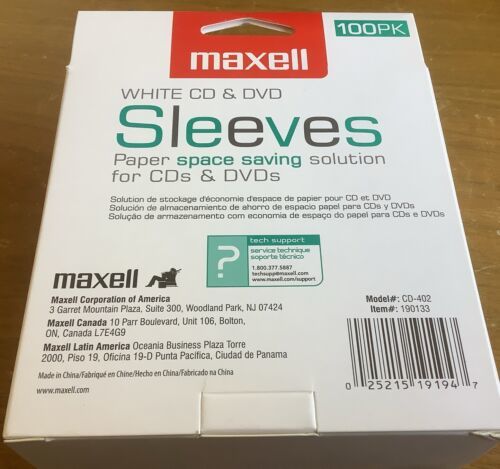 100PK
maxell
WHITE CD & DVD
Sleeves
Paper space saving solution
for CDs & DVDs
Solution de stockage d'économie d'espace de papier pour CD et DVD
Solución de almacenamiento de ahorro de espacio papel para CDs y DVDs
Solução de armazenamento com economia de espaço do papel para CDs e DVDs
?
tech support
service technique
soporte técnico
1.800.377.5887
techsupp@maxell.com
www.maxell.com/support
maxell
Maxell Corporation of America
3 Garret Mountain Plaza, Suite 300, Woodland Park, NJ 07424
Maxell Canada 10 Parr Boulevard, Unit 106, Bolton,
ON, Canada L7E4G9
Maxell Latin America Oceania Business Plaza Torre
2000, Piso 19, Oficina 19-D Punta Pacifica, Ciudad de Panama
Made in China/Fabriqué en Chine/Hecho en China/Fabricado na China
www.maxell.com
Model#: CD-402
Item#: 190133
0 25215 19194 7